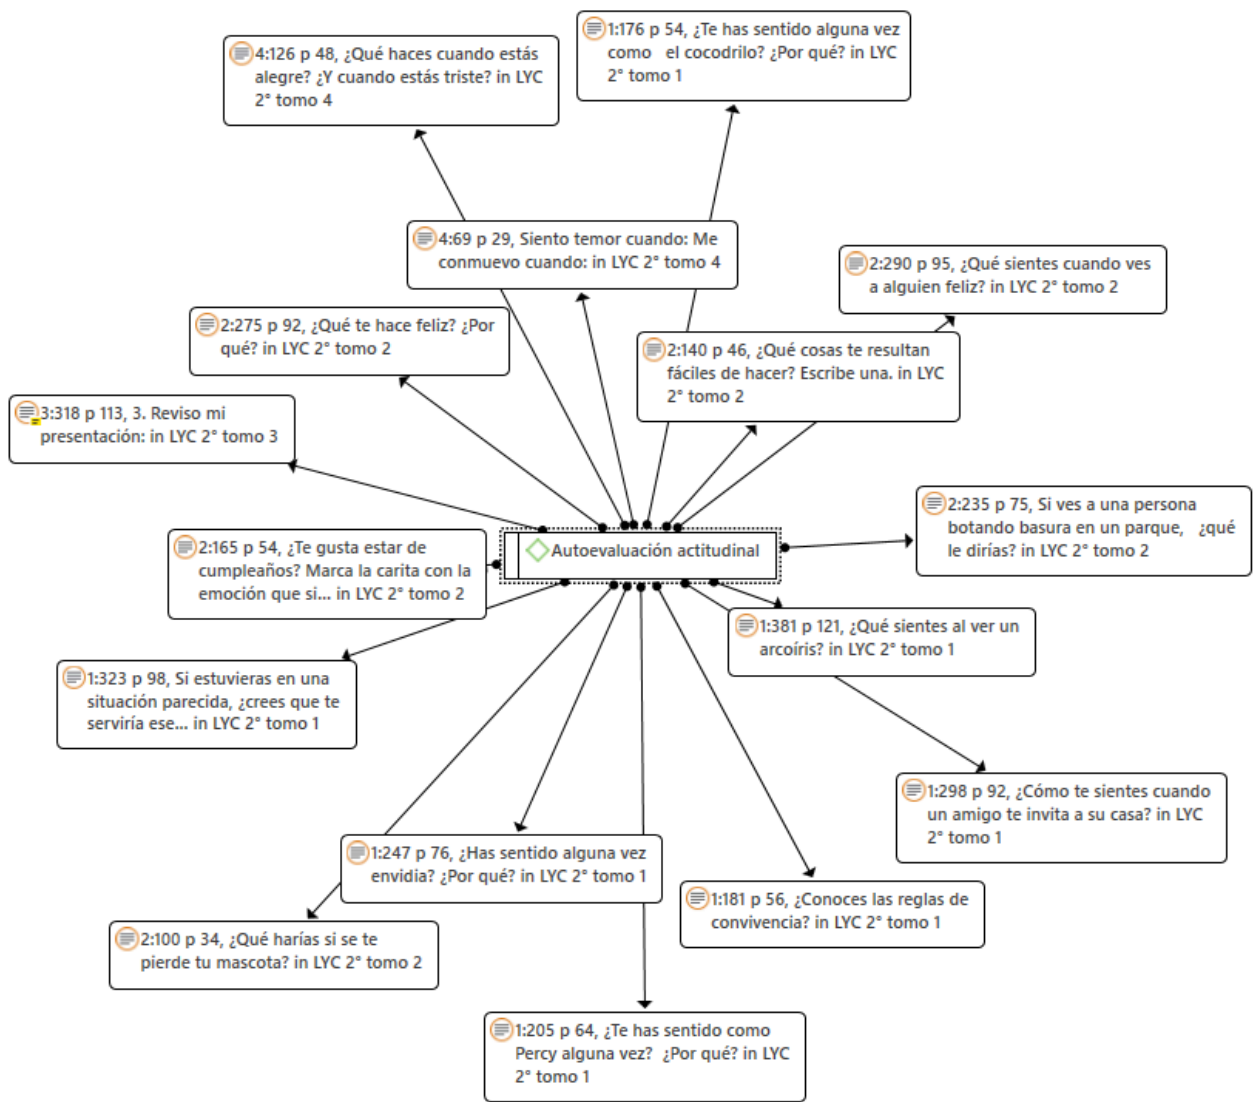 1:176 p 54, ¿Te has sentido alguna vez
como el cocodrilo? ¿Por qué? in LYC
2° tomo 1
4:126 p 48, ¿Qué haces cuando estás
alegre? ¿Y cuando estás triste? in LYC
2° tomo 4
4:69 p 29, Siento temor cuando: Me
conmuevo cuando: in LYC 2° tomo 4
2:290 p 95, ¿Qué sientes cuando ves
a alguien feliz? in LYC 2° tomo 2
2:275 p 92, ¿Qué te hace feliz? ¿Por
qué? in LYC 2° tomo 2
2:140 p 46, ¿Qué cosas te resultan
fáciles de hacer? Escribe una. in LYC
2° tomo 2
3:318 p 113, 3. Reviso mi
presentación: in LYC 2° tomo 3
2:235 p 75, Si ves a una persona
botando basura en un parque, ¿qué
le dirías? in LYC 2° tomo 2
2:165 p 54, ¿Te gusta estar de
cumpleaños? Marca la carita con la
emoción que si... in LYC 2° tomo 2
Autoevaluación actitudinal
1:381 p 121, ¿Qué sientes al ver un
arcoíris? in LYC 2° tomo 1
1:323 p 98, Si estuvieras en una
situación parecida, ¿crees que te
serviría ese... in LYC 2° tomo 1
1:298 p 92, ¿Cómo te sientes cuando
un amigo te invita a su casa? in LYC
2° tomo 1
1:247 p 76, ¿Has sentido alguna vez
envidia? ¿Por qué? in LYC 2° tomo 1
1:181 p 56, ¿Conoces las reglas de
convivencia? in LYC 2° tomo 1
2:100 p 34, ¿Qué harías si se te
pierde tu mascota? in LYC 2° tomo 2
1:205 p 64, ¿Te has sentido como
Percy alguna vez? ¿Por qué? in LYC
2° tomo 1